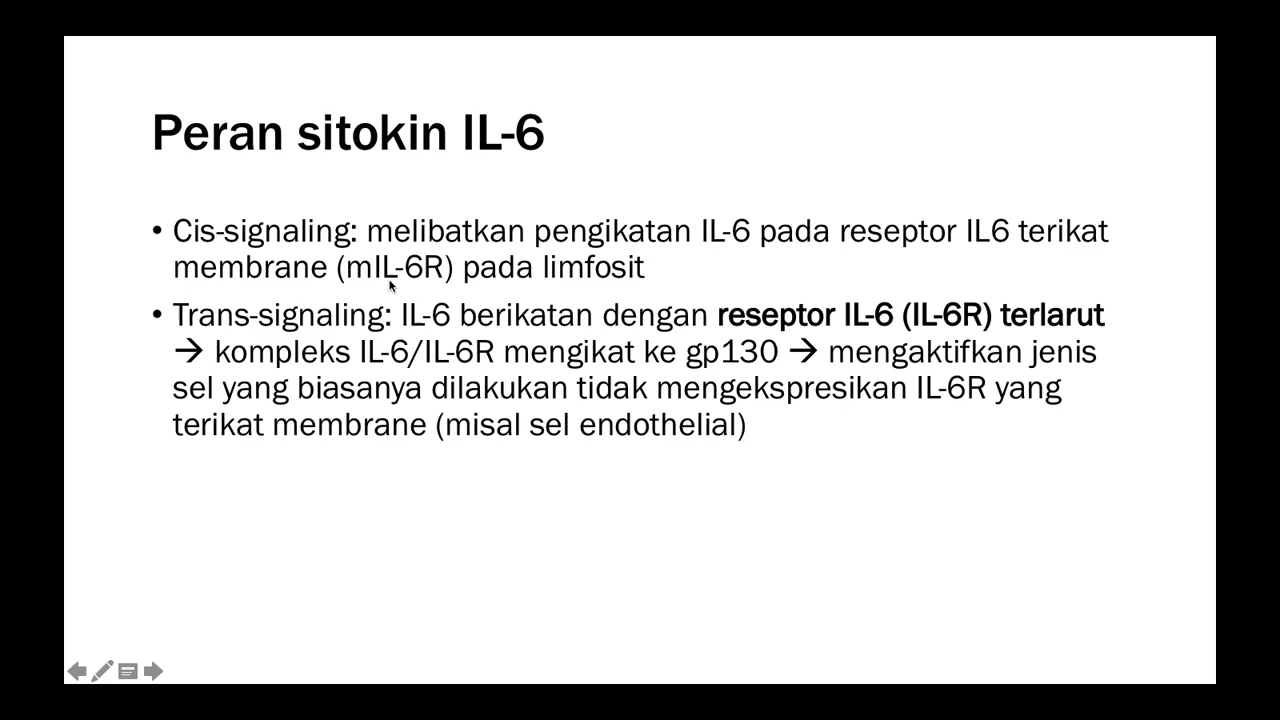 Peran sitokin IL-6
• Cis-signaling: melibatkan pengikatan IL-6 pada reseptor IL6 terikat
membrane (mIL-6R) pada limfosit
• Trans-signaling: IL-6 berikatan dengan reseptor IL-6 (IL-6R) terlarut
→ kompleks IL-6/IL-6R mengikat ke gp130 → mengaktifkan jenis
sel yang biasanya dilakukan tidak mengekspresikan IL-6R yang
terikat membrane (misal sel endothelial)